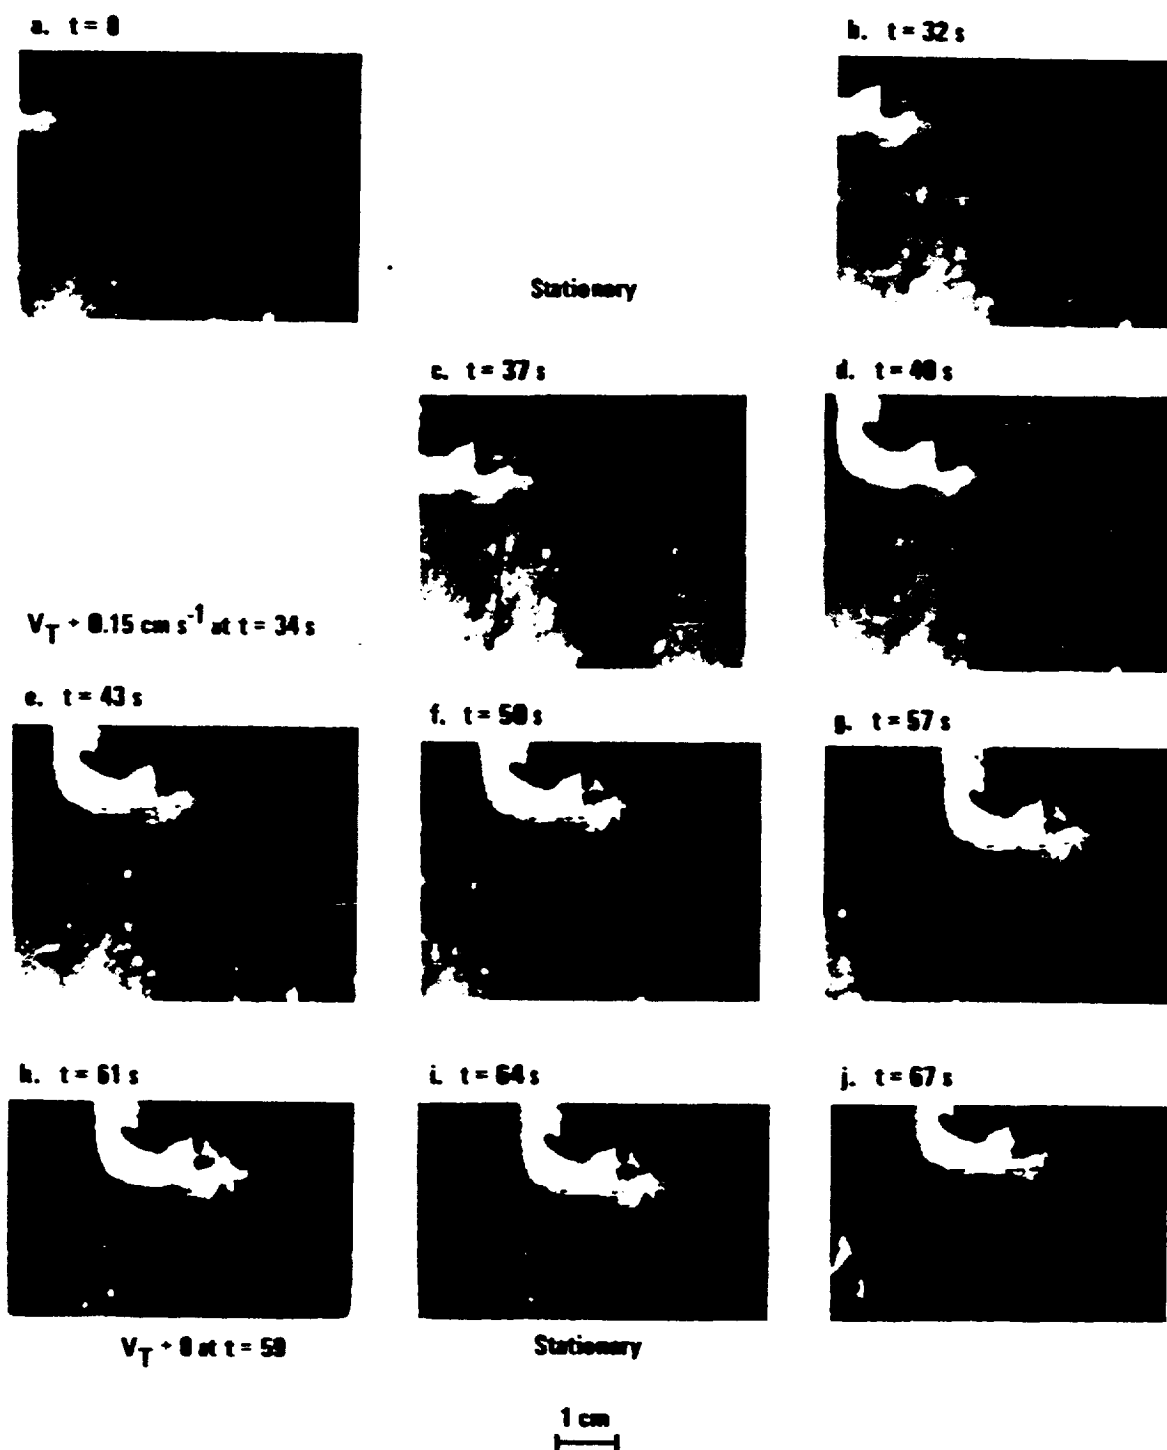 a. t = 0
b. t = 32 s
Stationary
c. t = 37 s
d. t = 40 s
V_T → 0.15 cm s⁻¹ at t = 34 s
e. t = 43 s
f. t = 50 s
g. t = 57 s
h. t = 61 s
i. t = 64 s
j. t = 67 s
V_T → 0 at t = 59
Stationary
1 cm